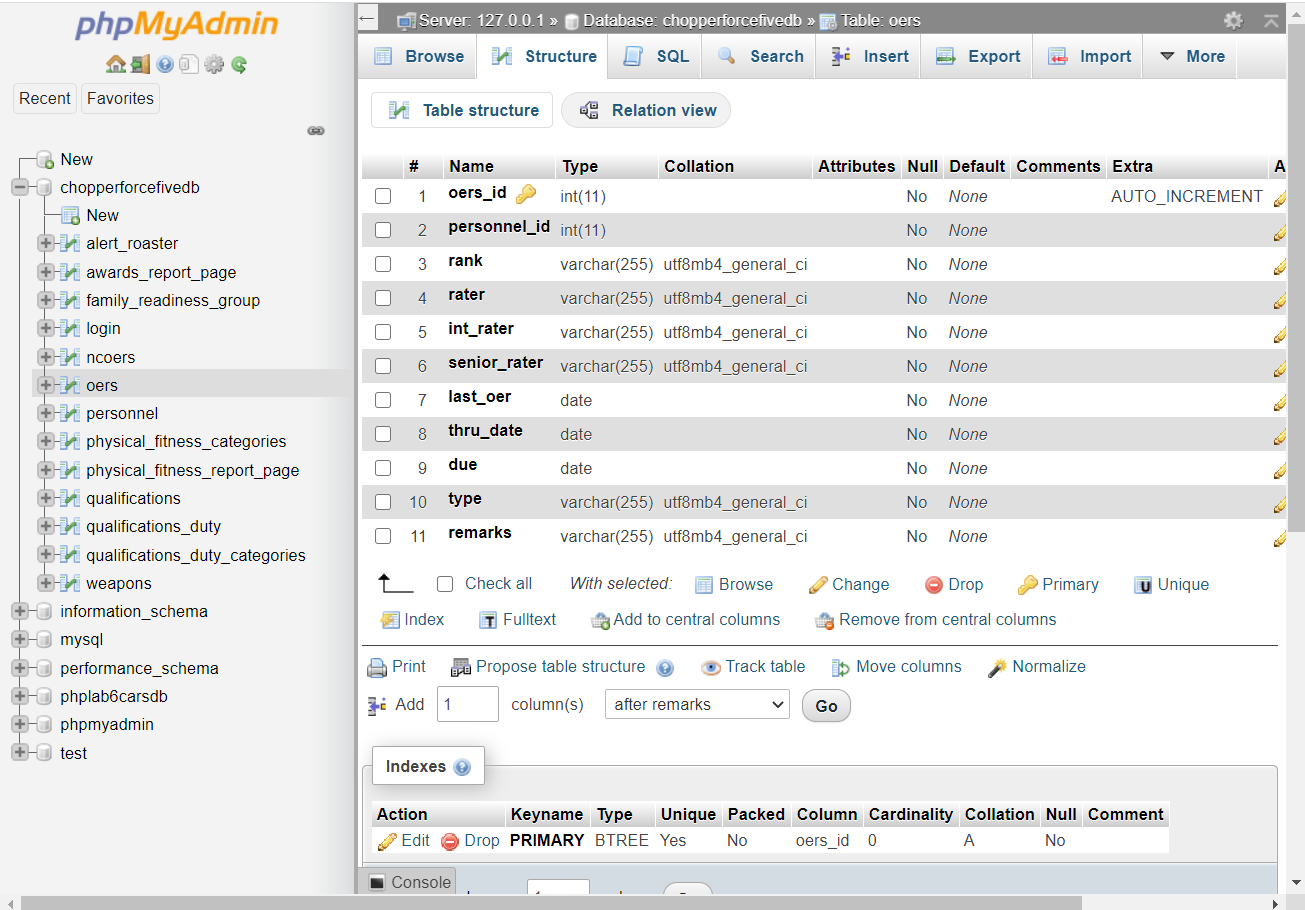 phpMyAdmin
Recent Favorites
New
chopperforcefivedb
New
alert_roaster
awards_report_page
family_readiness_group
login
ncoers
oers
personnel
physical_fitness_categories
physical_fitness_report_page
qualifications
qualifications_duty
qualifications_duty_categories
weapons
information_schema
mysql
performance_schema
phplab6carsdb
phpmyadmin
test
Server: 127.0.0.1 » Database: chopperforcefivedb » Table: oers
Browse Structure SQL Search Insert Export Import More
Table structure Relation view
# Name Type Collation Attributes Null Default Comments Extra A
1 oers_id int(11) No None AUTO_INCREMENT
2 personnel_id int(11) No None
3 rank varchar(255) utf8mb4_general_ci No None
4 rater varchar(255) utf8mb4_general_ci No None
5 int_rater varchar(255) utf8mb4_general_ci No None
6 senior_rater varchar(255) utf8mb4_general_ci No None
7 last_oer date No None
8 thru_date date No None
9 due date No None
10 type varchar(255) utf8mb4_general_ci No None
11 remarks varchar(255) utf8mb4_general_ci No None
Check all With selected: Browse Change Drop Primary Unique
Index Fulltext Add to central columns Remove from central columns
Print Propose table structure Track table Move columns Normalize
Add 1 column(s) after remarks Go
Indexes
Action Keyname Type Unique Packed Column Cardinality Collation Null Comment
Edit Drop PRIMARY BTREE Yes No oers_id 0 A No
Console